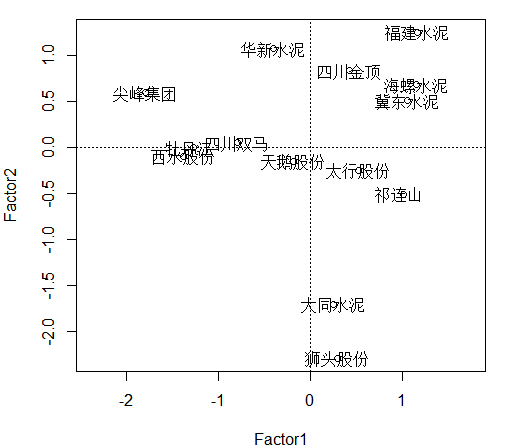 福建水泥
华新水泥
四川金顶
海螺水泥
尖峰集团
冀东水泥
四川双马
西水股份
天鹅股份
太行股份
祁连山
大同水泥
狮头股份
Factor2
1.0
0.5
0.0
-0.5
-1.0
-1.5
-2.0
-2 -1 0 1
Factor1